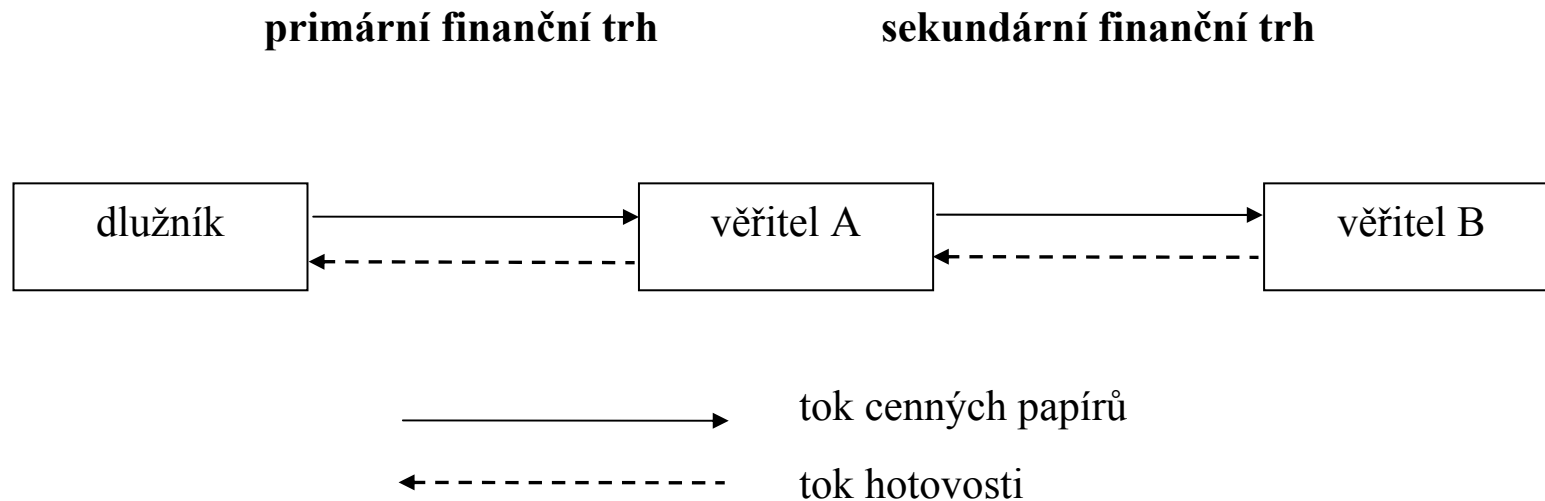 primární finanční trh sekundární finanční trh
dlužník věřitel A věřitel B
tok cenných papírů
tok hotovosti